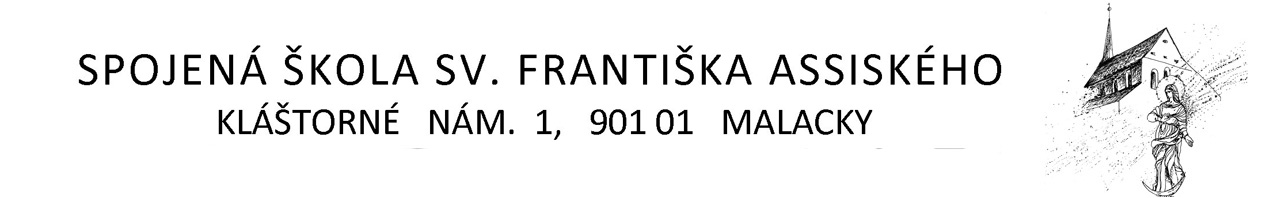 SPOJENÁ ŠKOLA SV. FRANTIŠKA ASSISKÉHO
KLÁŠTORNÉ NÁM. 1, 901 01 MALACKY